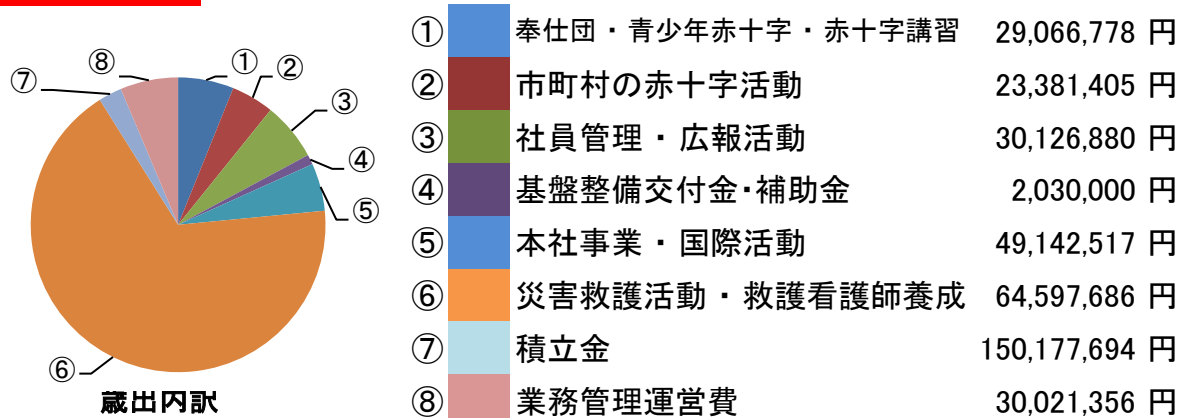 ⑧ ① ②
⑦
③
④
⑤
⑥
歳出内訳
① 奉仕団・青少年赤十字・赤十字講習 29,066,778 円
② 市町村の赤十字活動 23,381,405 円
③ 社員管理・広報活動 30,126,880 円
④ 基盤整備交付金・補助金 2,030,000 円
⑤ 本社事業・国際活動 49,142,517 円
⑥ 災害救護活動・救護看護師養成 64,597,686 円
⑦ 積立金 150,177,694 円
⑧ 業務管理運営費 30,021,356 円